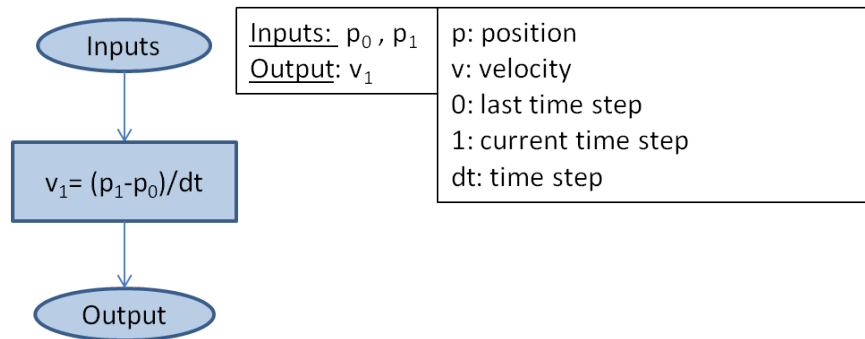 Inputs
v₁= (p₁-p₀)/dt
Output
Inputs: p₀ , p₁
Output: v₁
p: position
v: velocity
0: last time step
1: current time step
dt: time step